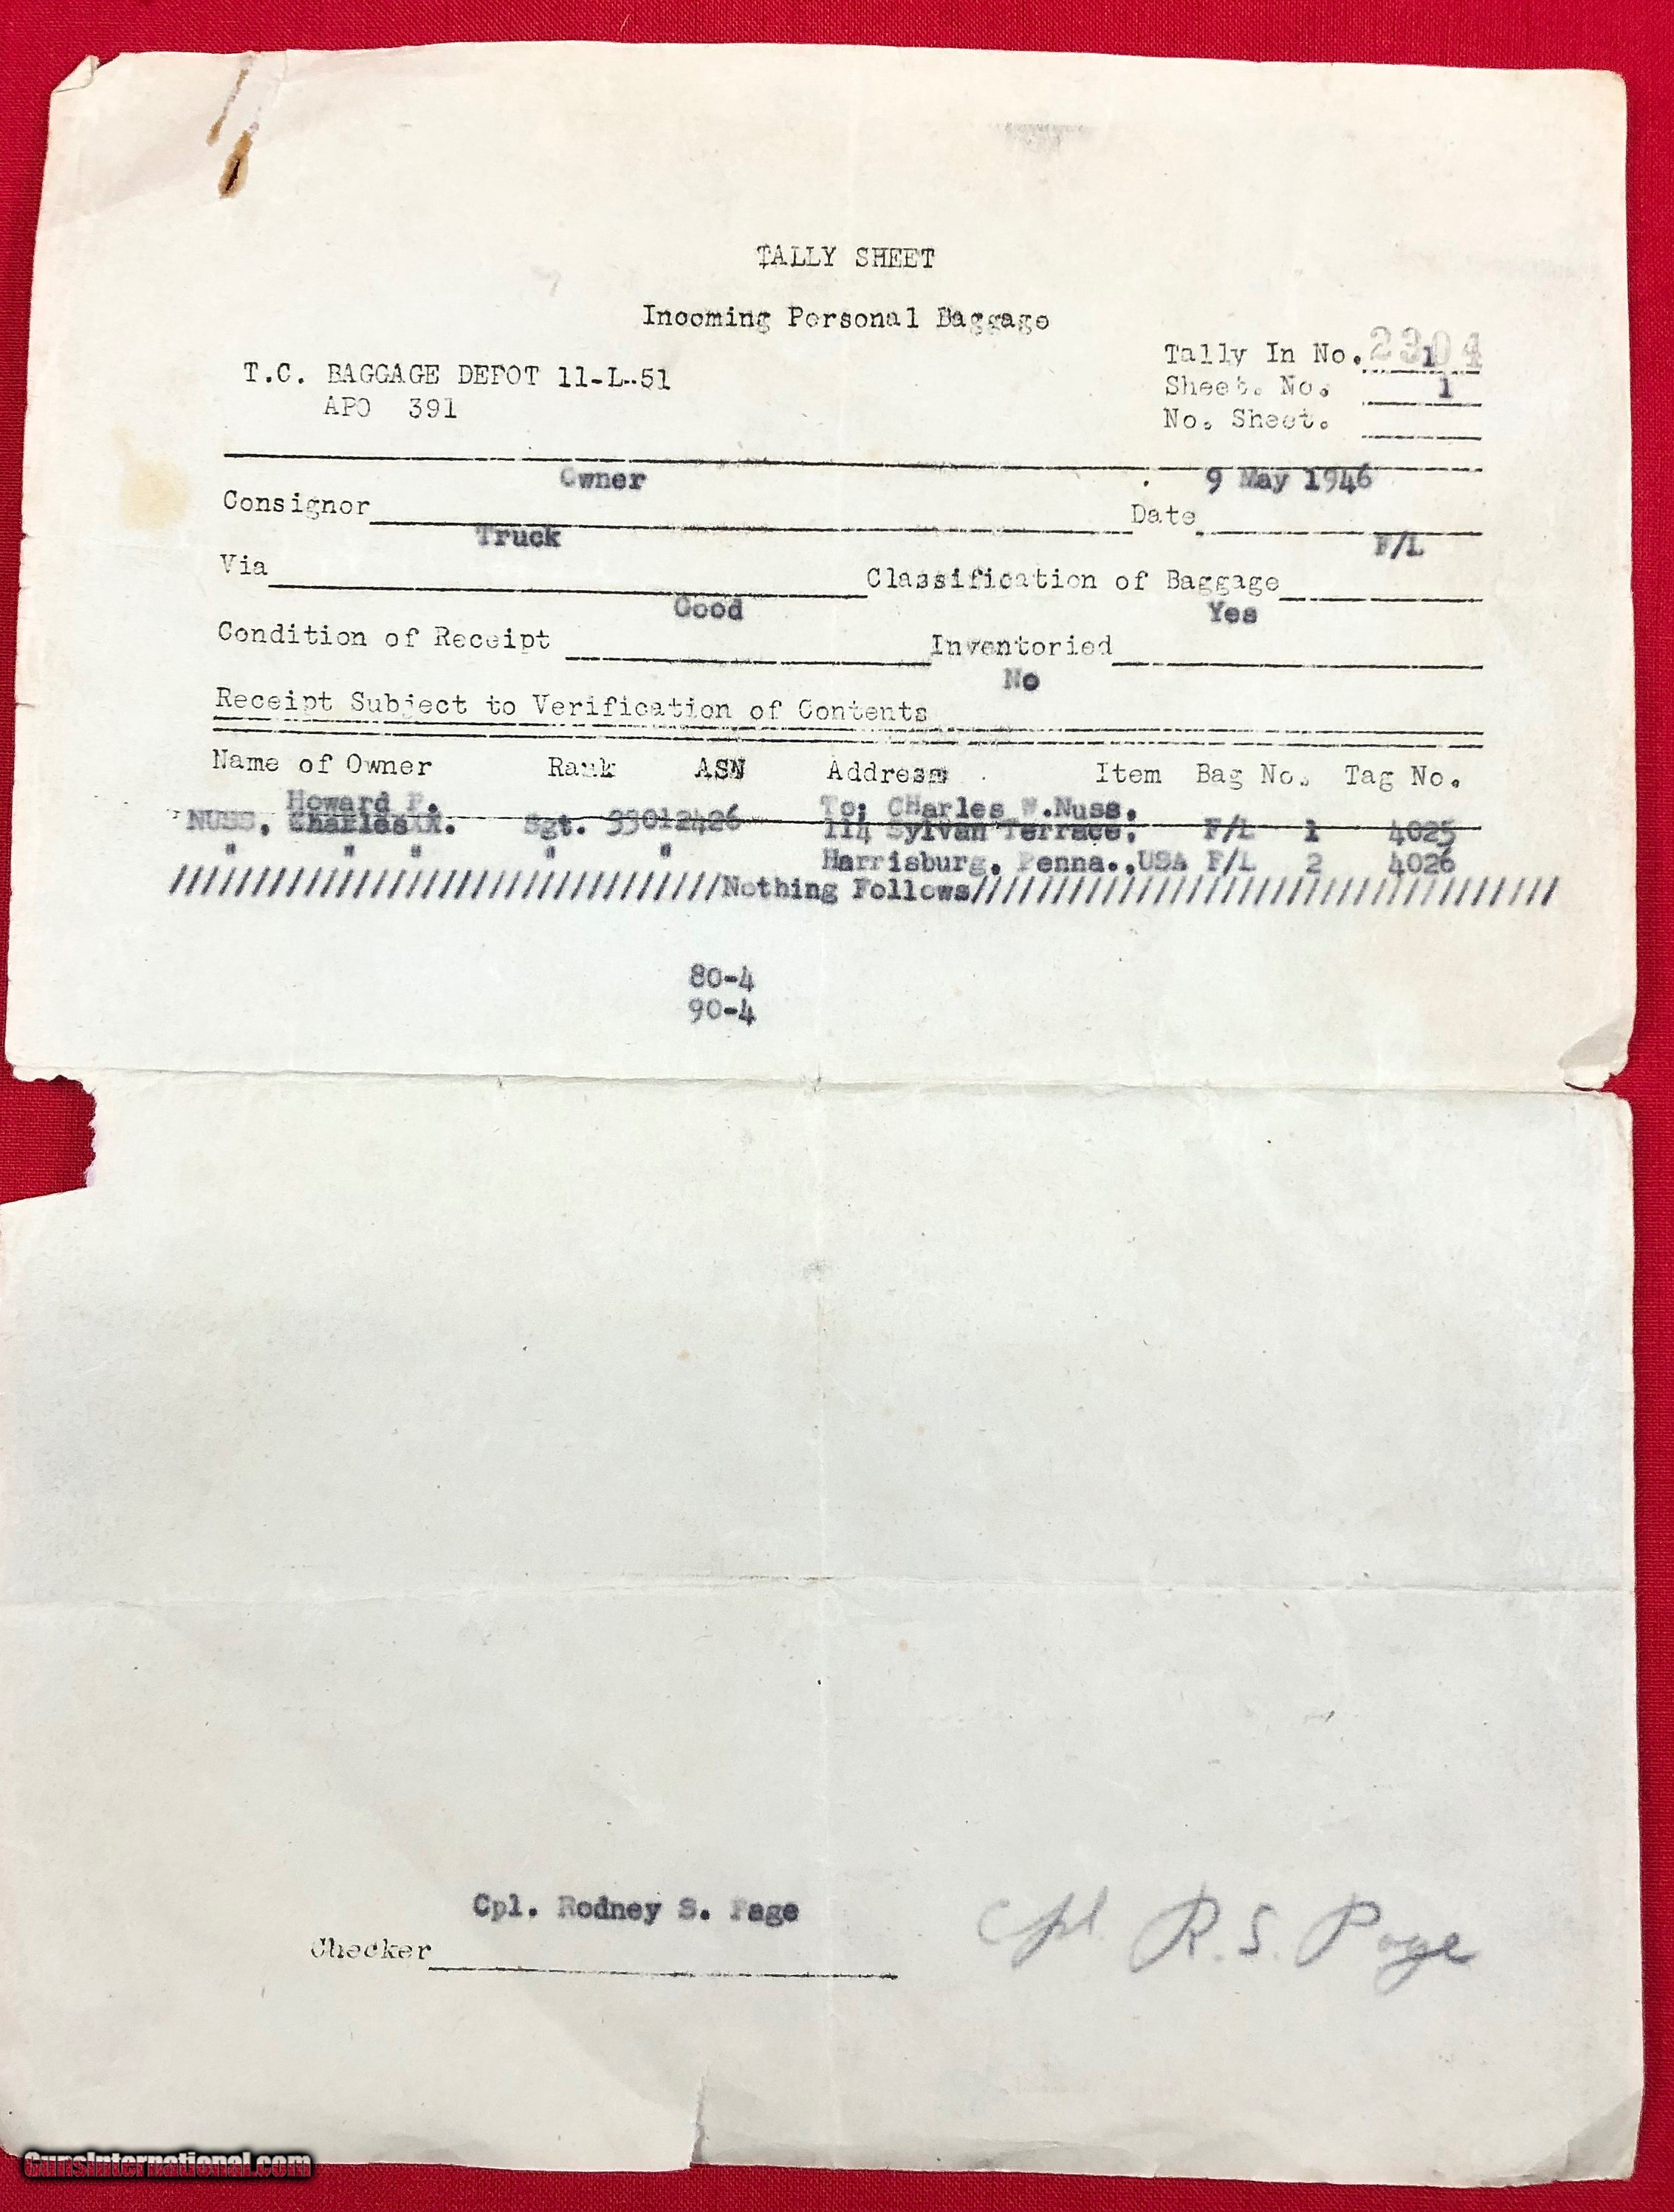 TALLY SHEET
Incoming Personal Baggage
Tally In No. 2304 1
T.C. BAGGAGE DEPOT 11-L-51
Sheet. No. 1
APO 391
No. Sheet.
Owner 9 May 1946
Consignor Date
Truck F/L
Via Classification of Baggage
Good Yes
Condition of Receipt Inventoried
No
Receipt Subject to Verification of Contents
Name of Owner Rank ASN Address Item Bag No. Tag No.
Howard F. To; CHarles W.Nuss,
NUSS, Charles Sgt. 33012426 114 Sylvan Terrace, F/L 1 4025
" " " " " Harrisburg, Penna.,USA F/L 2 4026
//////////////////////////////////Nothing Follows////////////////////////////////////
80-4
90-4
Cpl. Rodney S. Page
Checker
Cpl. R. S. Page
GunsInternational.com